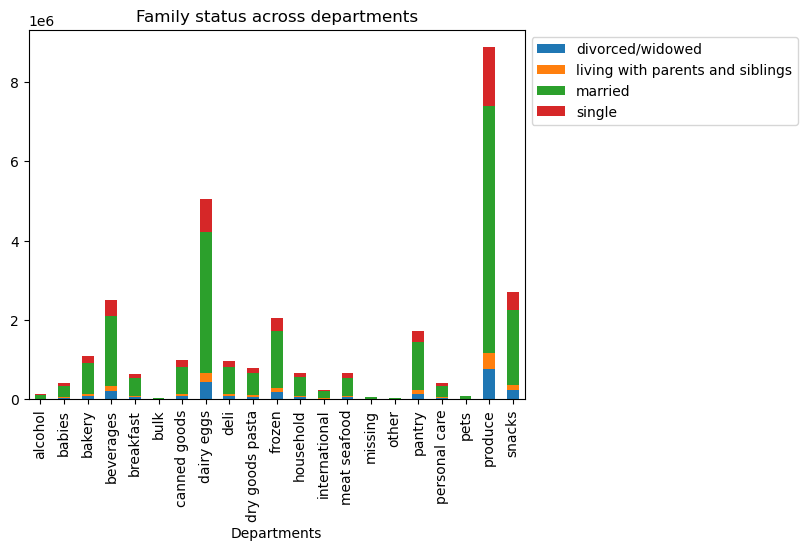 Family status across departments
1e6
8
6
4
2
0
divorced/widowed
living with parents and siblings
married
single
alcohol
babies
bakery
beverages
breakfast
bulk
canned goods
dairy eggs
deli
dry goods pasta
frozen
household
international
meat seafood
missing
other
pantry
personal care
pets
produce
snacks
Departments